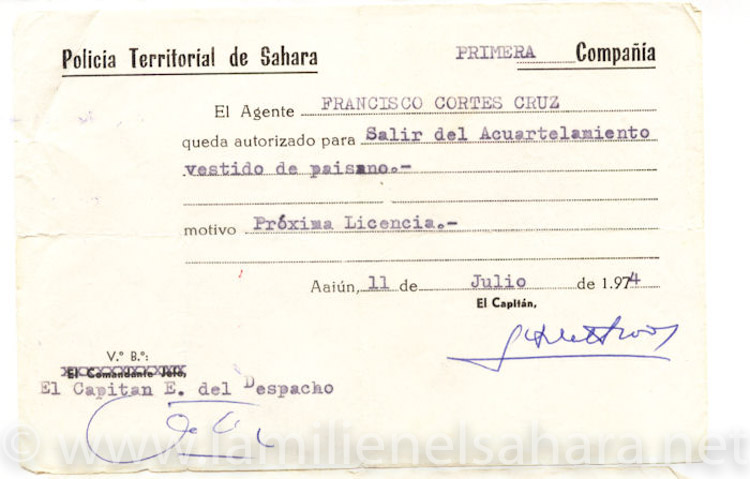 Policia Territorial de Sahara
PRIMERA Compañía
El Agente FRANCISCO CORTES CRUZ
queda autorizado para Salir del Acuartelamiento
vestido de paisano.-
motivo Próxima Licencia.-
Aaiún, 11 de Julio de 1.974
El Capitán,
V.° B.°:
El Comandante Jefe,
El Capitan E. del Despacho
© www.lamilienelsahara.net